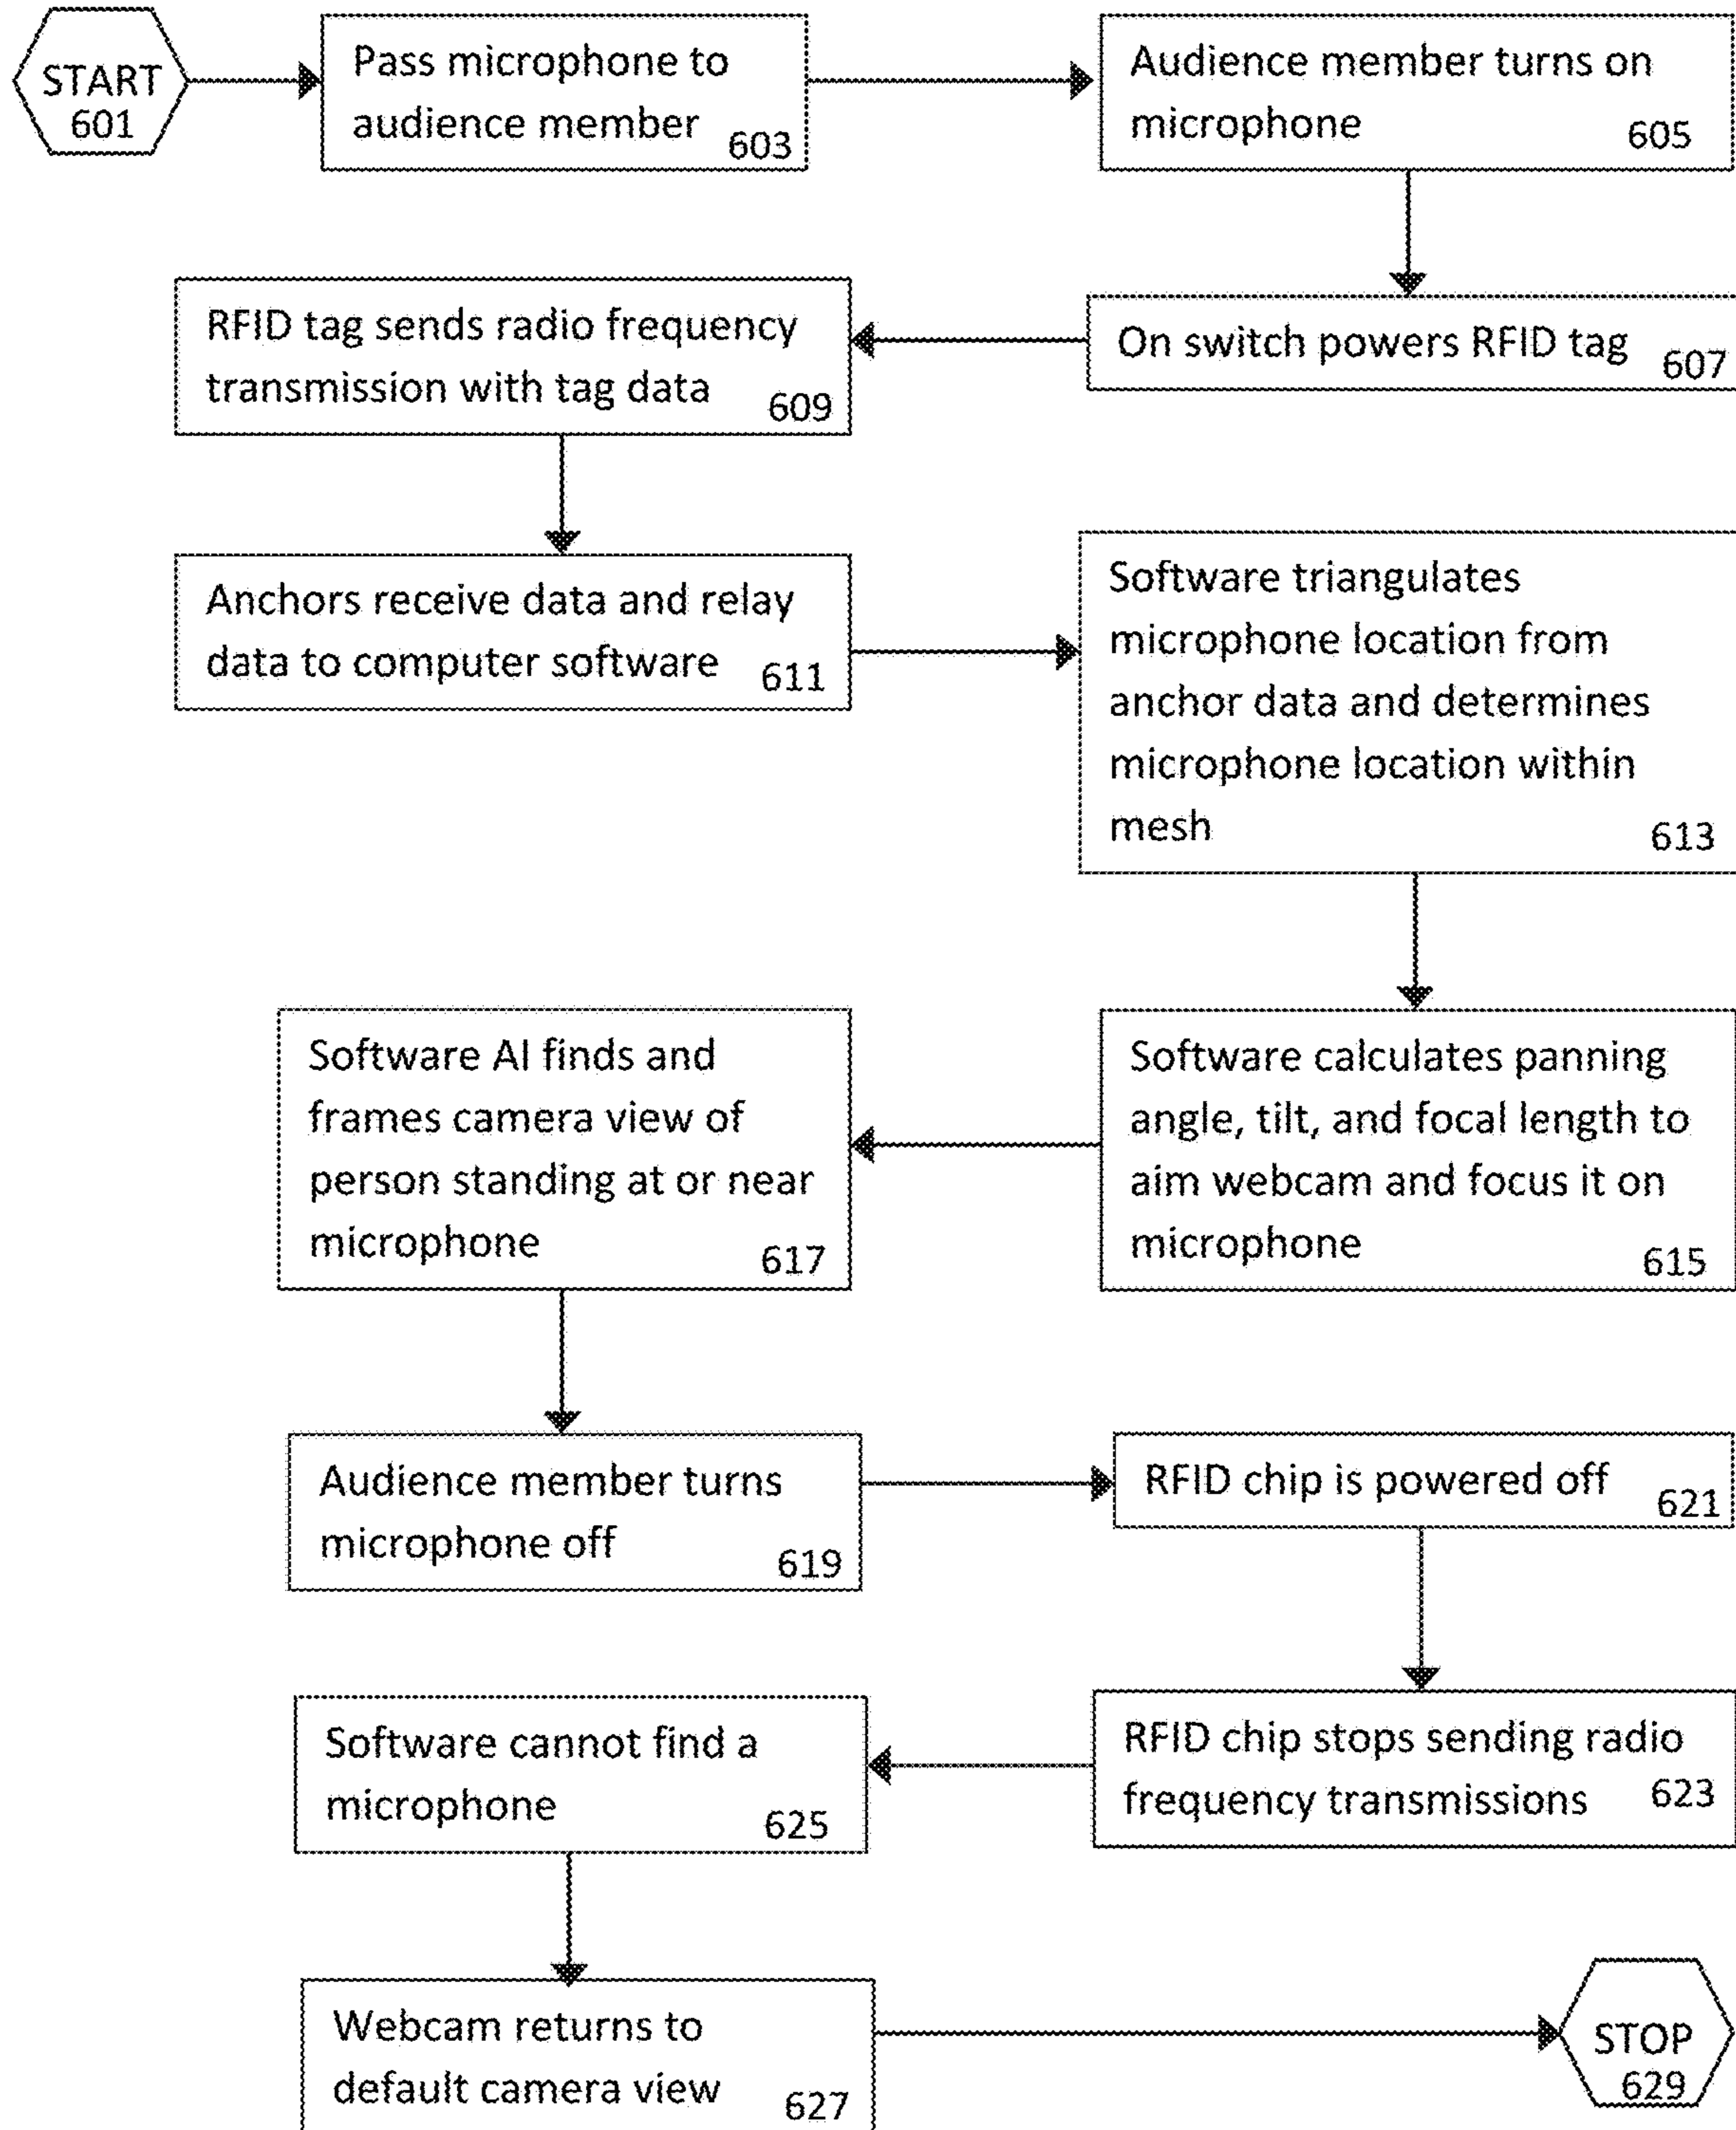 START
601
Pass microphone to
audience member
603
Audience member turns on
microphone
605
On switch powers RFID tag
607
RFID tag sends radio frequency
transmission with tag data
609
Anchors receive data and relay
data to computer software
611
Software triangulates
microphone location from
anchor data and determines
microphone location within
mesh
613
Software calculates panning
angle, tilt, and focal length to
aim webcam and focus it on
microphone
615
Software AI finds and
frames camera view of
person standing at or near
microphone
617
Audience member turns
microphone off
619
RFID chip is powered off
621
RFID chip stops sending radio
frequency transmissions
623
Software cannot find a
microphone
625
Webcam returns to
default camera view
627
STOP
629